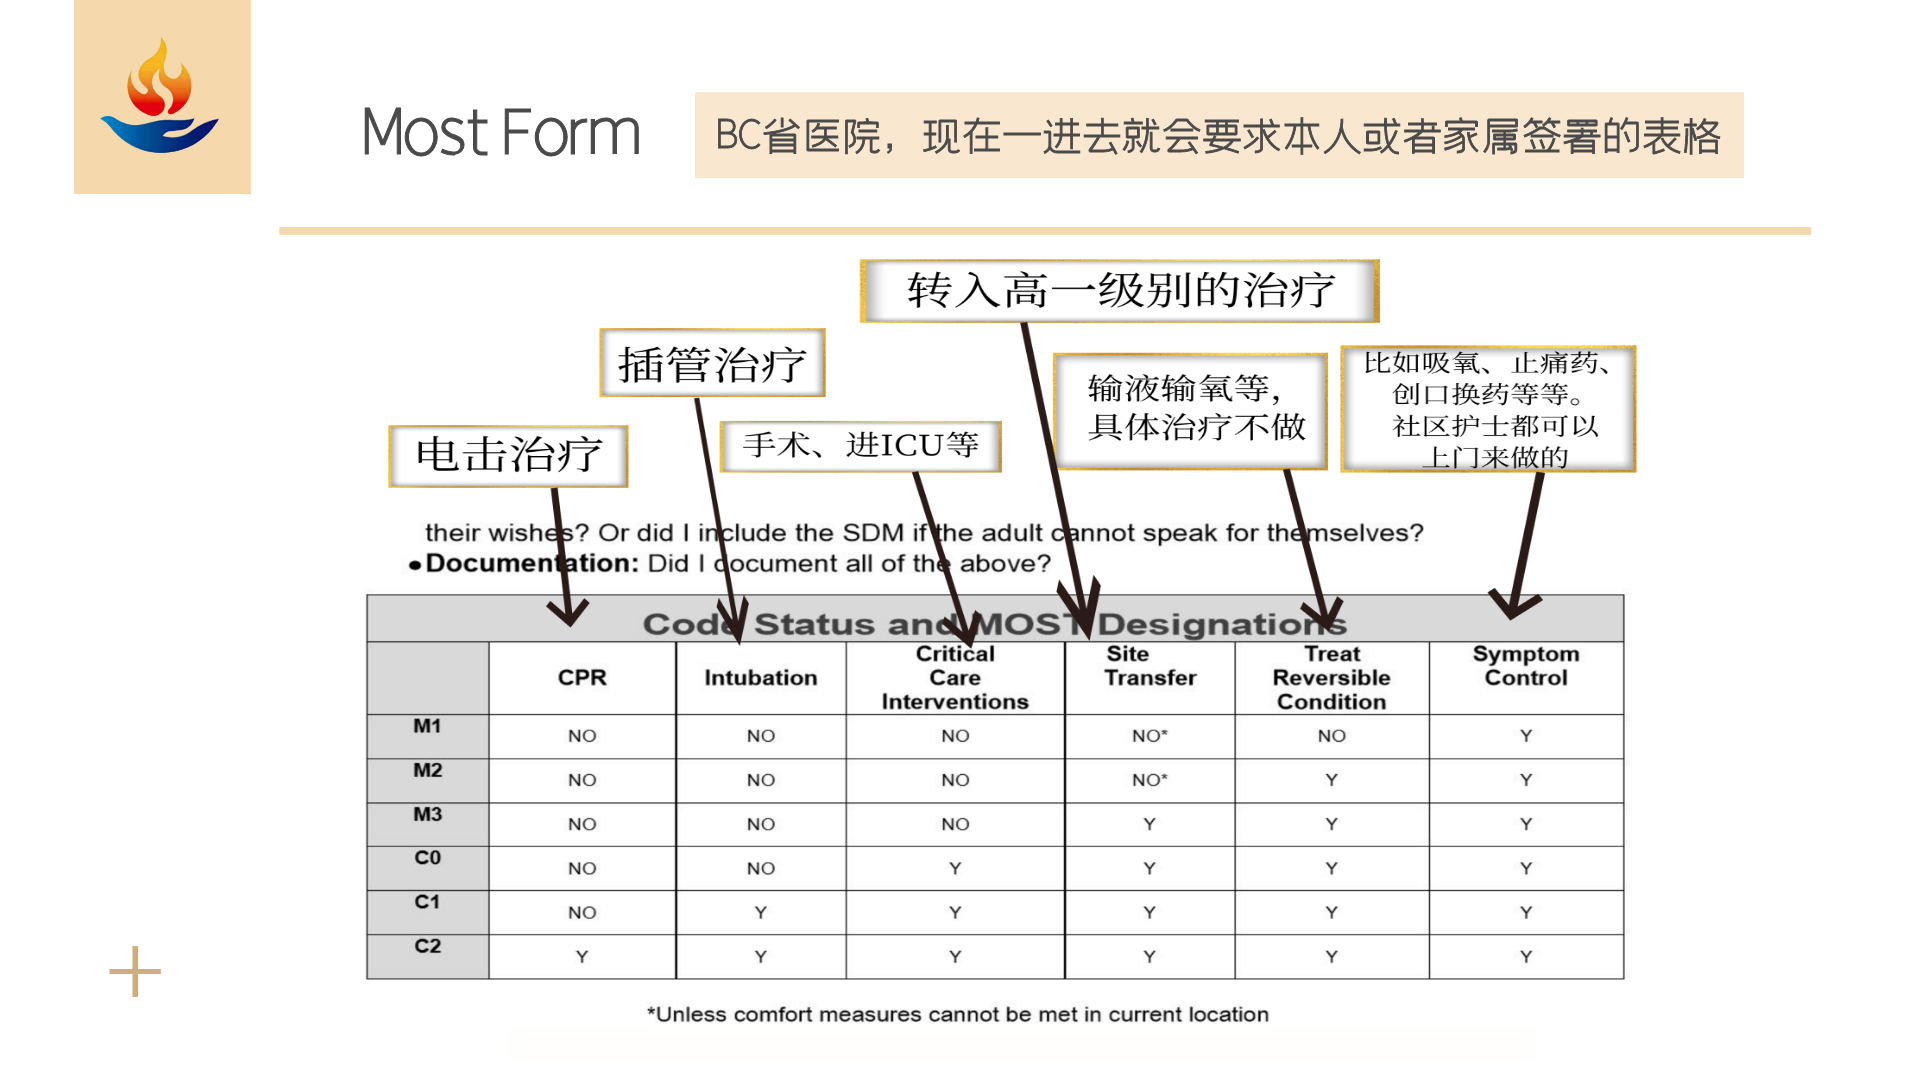 Most Form
BC省医院，现在一进去就会要求本人或者家属签署的表格
转入高一级别的治疗
插管治疗
比如吸氧、止痛药、
创口换药等等。
社区护士都可以
上门来做的
输液输氧等，
具体治疗不做
手术、进ICU等
电击治疗
their wishes? Or did I include the SDM if the adult cannot speak for themselves?
●Documentation: Did I document all of the above?
Code Status and MOST Designations
CPR Intubation Critical Care Interventions Site Transfer Treat Reversible Condition Symptom Control
M1 NO NO NO NO* NO Y
M2 NO NO NO NO* Y Y
M3 NO NO NO Y Y Y
C0 NO NO Y Y Y Y
C1 NO Y Y Y Y Y
C2 Y Y Y Y Y Y
*Unless comfort measures cannot be met in current location